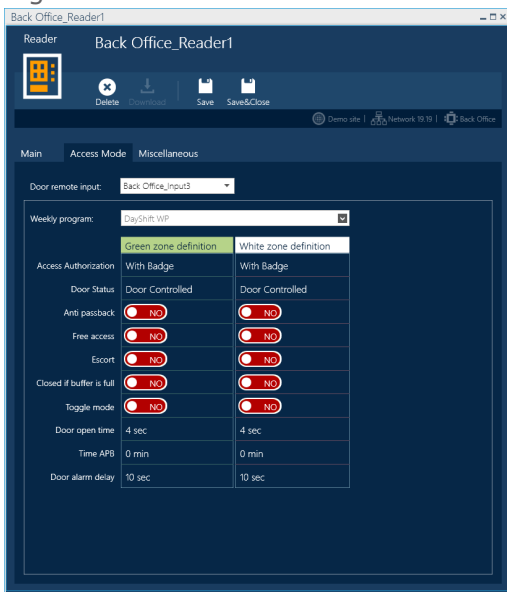 Back Office_Reader1
Reader
Back Office_Reader1
Delete Download Save Save&Close
Demo site | Network 19.19 | Back Office
Main Access Mode Miscellaneous
Door remote input: Back Office_Input3
Weekly program: DayShift WP
Green zone definition White zone definition
Access Authorization With Badge With Badge
Door Status Door Controlled Door Controlled
Anti passback NO NO
Free access NO NO
Escort NO NO
Closed if buffer is full NO NO
Toggle mode NO NO
Door open time 4 sec 4 sec
Time APB 0 min 0 min
Door alarm delay 10 sec 10 sec